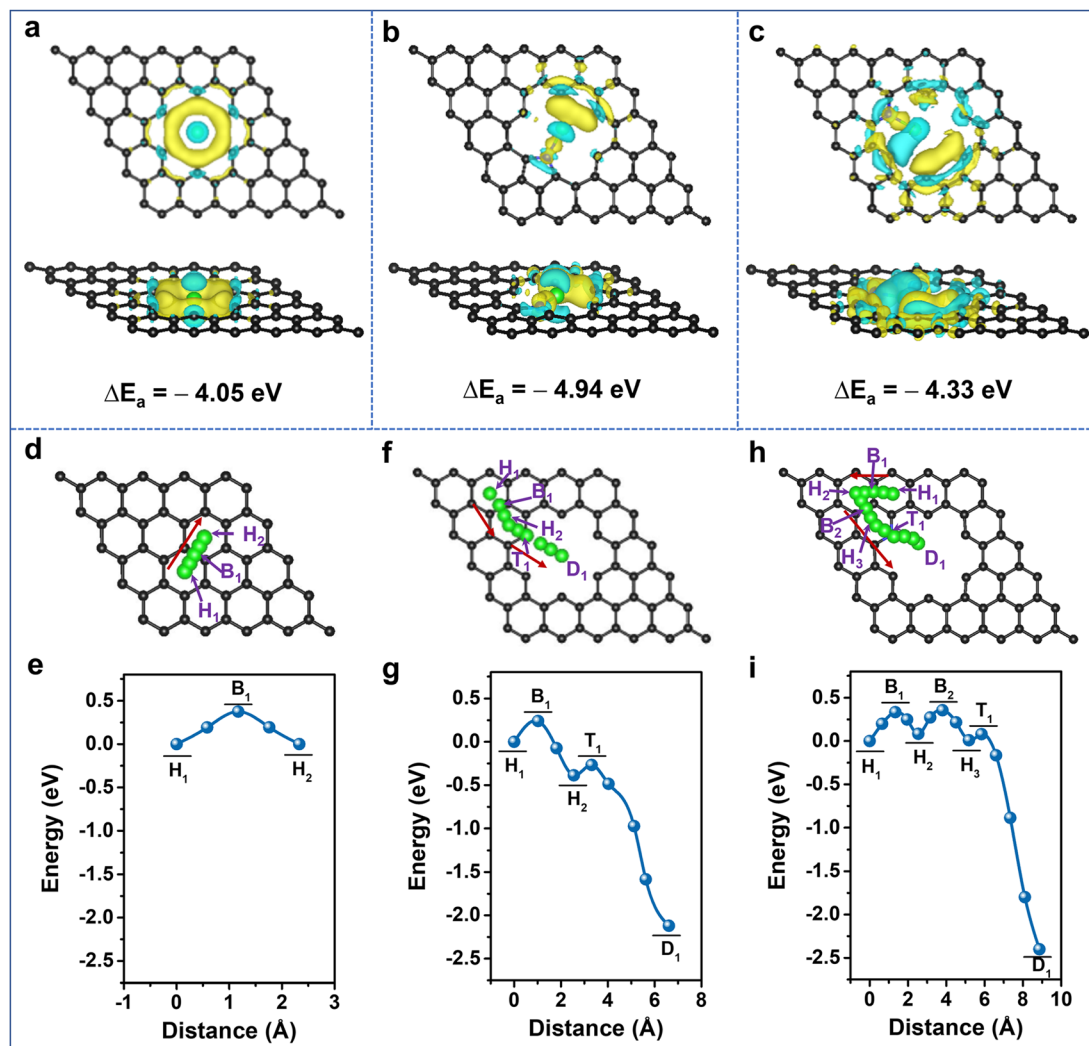 a
b
c
ΔEa = − 4.05 eV
ΔEa = − 4.94 eV
ΔEa = − 4.33 eV
d
H2
B1
H1
f
H1
B1
H2
T1
D1
h
B1
H2
H1
B2
T1
H3
D1
e
0.5
0.0
-0.5
-1.0
-1.5
-2.0
-2.5
Energy (eV)
B1
H1
H2
-1 0 1 2 3
Distance (Å)
g
0.5
0.0
-0.5
-1.0
-1.5
-2.0
-2.5
Energy (eV)
B1
H1
T1
H2
D1
0 2 4 6 8
Distance (Å)
i
0.5
0.0
-0.5
-1.0
-1.5
-2.0
-2.5
Energy (eV)
B1
B2
T1
H1
H2
H3
D1
0 2 4 6 8 10
Distance (Å)